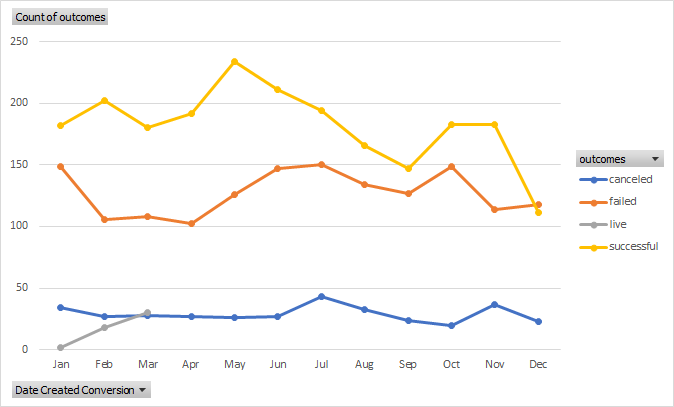 Count of outcomes
250
200
150
100
50
0
Jan Feb Mar Apr May Jun Jul Aug Sep Oct Nov Dec
outcomes
canceled
failed
live
successful
Date Created Conversion